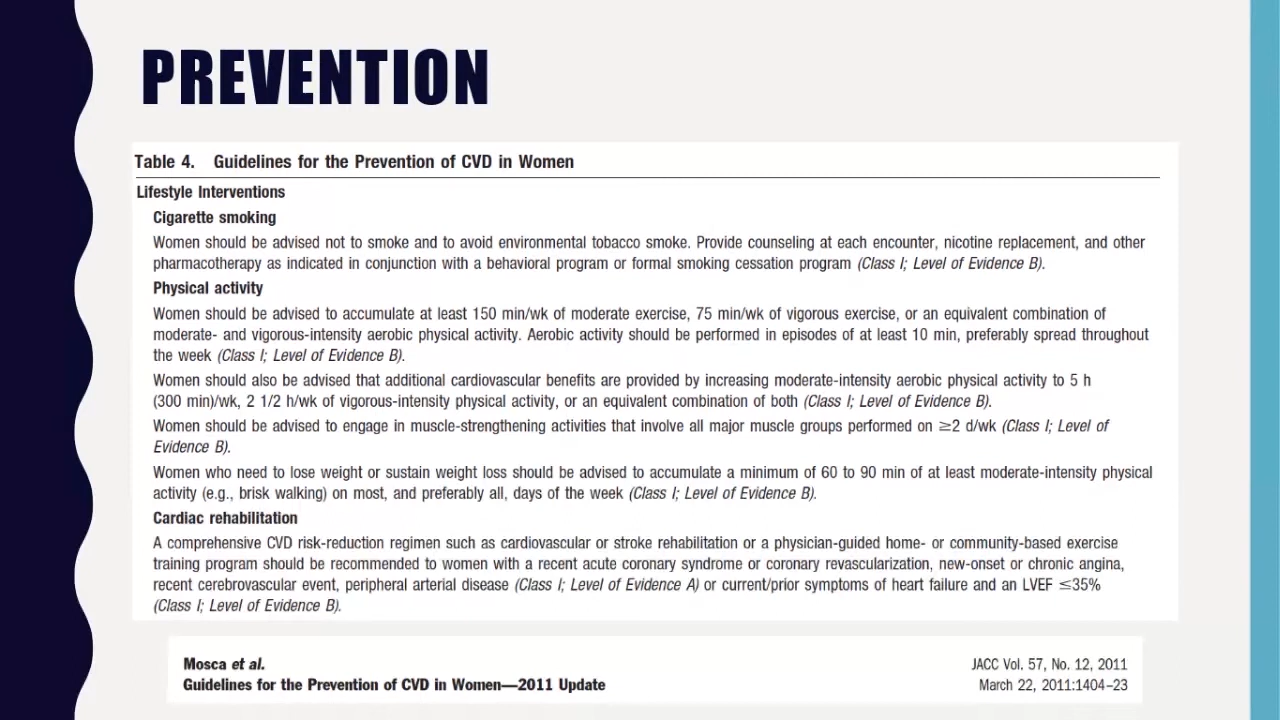 PREVENTION
Table 4. Guidelines for the Prevention of CVD in Women
Lifestyle Interventions
Cigarette smoking
Women should be advised not to smoke and to avoid environmental tobacco smoke. Provide counseling at each encounter, nicotine replacement, and other
pharmacotherapy as indicated in conjunction with a behavioral program or formal smoking cessation program (Class I; Level of Evidence B).
Physical activity
Women should be advised to accumulate at least 150 min/wk of moderate exercise, 75 min/wk of vigorous exercise, or an equivalent combination of
moderate- and vigorous-intensity aerobic physical activity. Aerobic activity should be performed in episodes of at least 10 min, preferably spread throughout
the week (Class I; Level of Evidence B).
Women should also be advised that additional cardiovascular benefits are provided by increasing moderate-intensity aerobic physical activity to 5 h
(300 min)/wk, 2 1/2 h/wk of vigorous-intensity physical activity, or an equivalent combination of both (Class I; Level of Evidence B).
Women should be advised to engage in muscle-strengthening activities that involve all major muscle groups performed on ≥2 d/wk (Class I; Level of
Evidence B).
Women who need to lose weight or sustain weight loss should be advised to accumulate a minimum of 60 to 90 min of at least moderate-intensity physical
activity (e.g., brisk walking) on most, and preferably all, days of the week (Class I; Level of Evidence B).
Cardiac rehabilitation
A comprehensive CVD risk-reduction regimen such as cardiovascular or stroke rehabilitation or a physician-guided home- or community-based exercise
training program should be recommended to women with a recent acute coronary syndrome or coronary revascularization, new-onset or chronic angina,
recent cerebrovascular event, peripheral arterial disease (Class I; Level of Evidence A) or current/prior symptoms of heart failure and an LVEF ≤35%
(Class I; Level of Evidence B).
Mosca et al.
Guidelines for the Prevention of CVD in Women—2011 Update
JACC Vol. 57, No. 12, 2011
March 22, 2011:1404–23